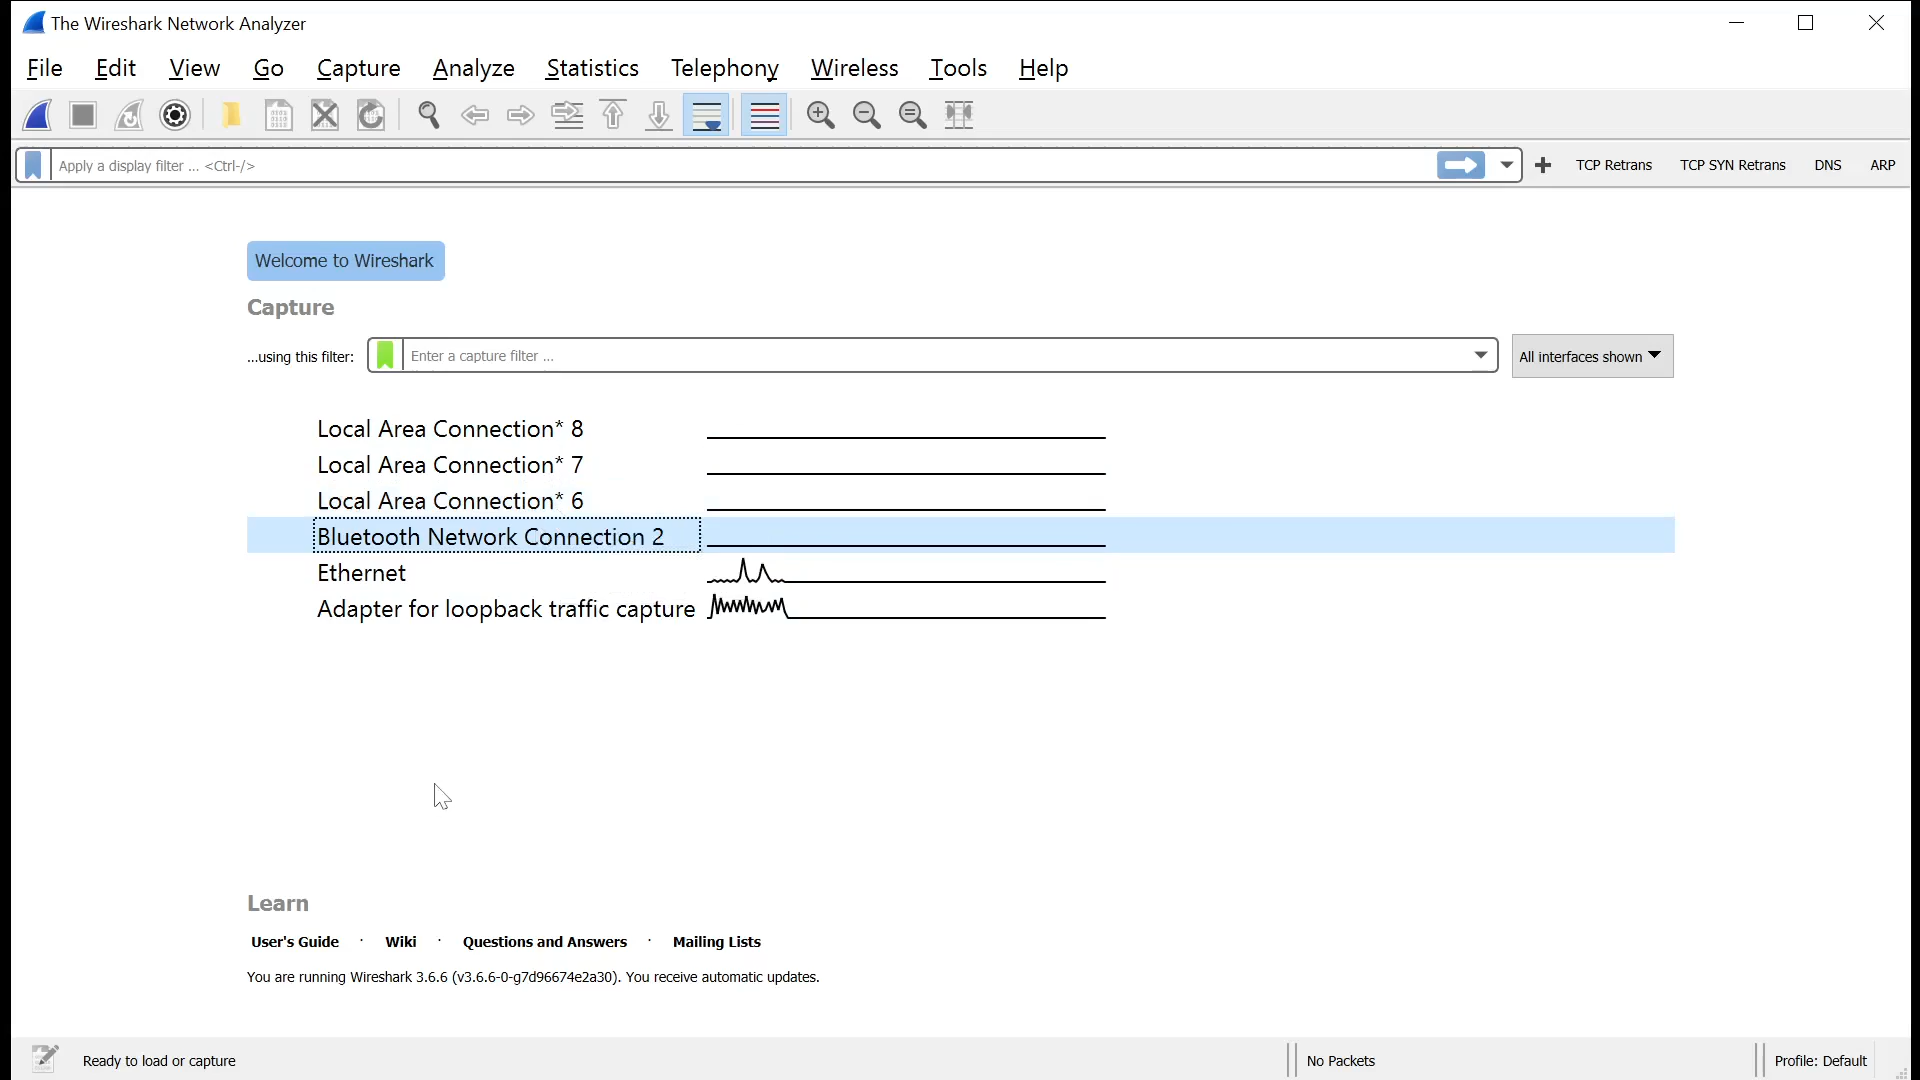 The Wireshark Network Analyzer
File Edit View Go Capture Analyze Statistics Telephony Wireless Tools Help
Apply a display filter ... <Ctrl-/> TCP Retrans TCP SYN Retrans DNS ARP
Welcome to Wireshark
Capture
...using this filter: Enter a capture filter ... All interfaces shown
Local Area Connection* 8
Local Area Connection* 7
Local Area Connection* 6
Bluetooth Network Connection 2
Ethernet
Adapter for loopback traffic capture
Learn
User's Guide · Wiki · Questions and Answers · Mailing Lists
You are running Wireshark 3.6.6 (v3.6.6-0-g7d96674e2a30). You receive automatic updates.
Ready to load or capture No Packets Profile: Default